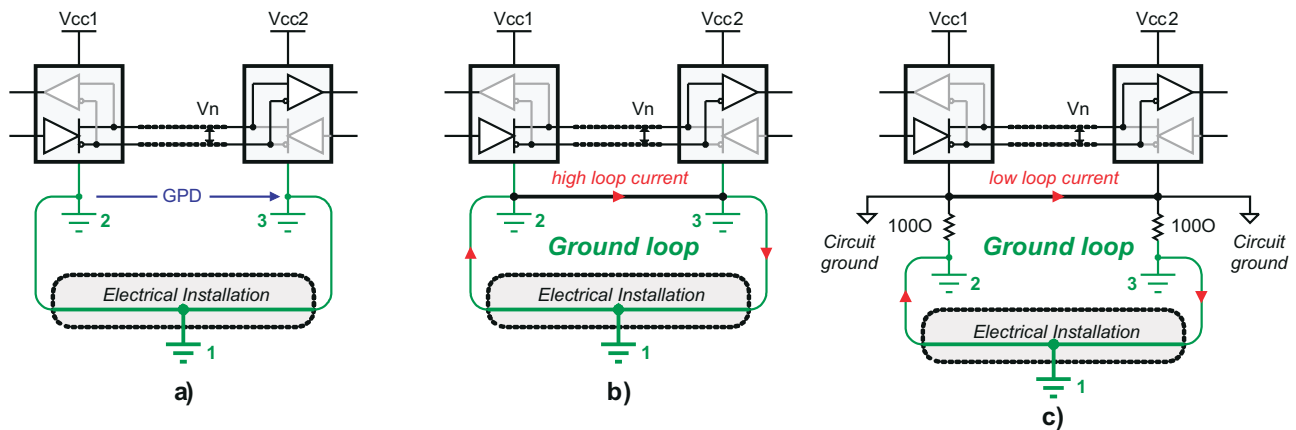 Vcc1
Vcc2
Vn
GPD
2
3
Electrical Installation
1
a)
Vcc1
Vcc2
Vn
high loop current
2
3
Ground loop
Electrical Installation
1
b)
Vcc1
Vcc2
Vn
low loop current
100O
100O
Circuit
ground
Ground loop
Circuit
ground
2
3
Electrical Installation
1
c)